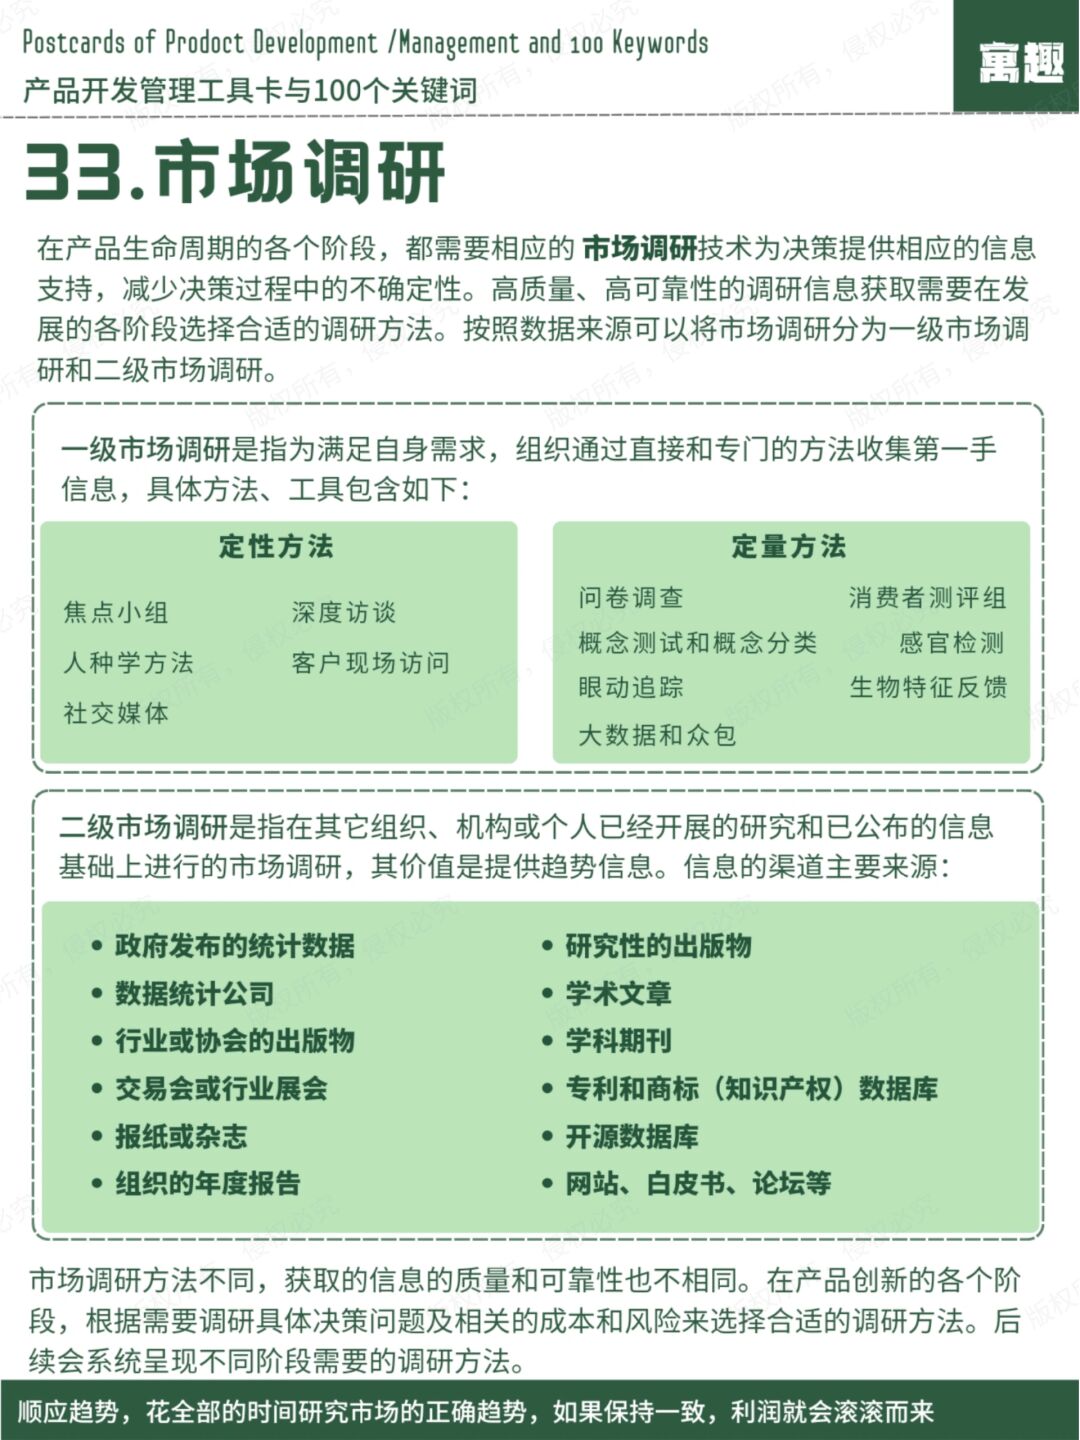 Postcards of Prodoct Development /Management and 100 Keywords
产品开发管理工具卡与100个关键词
寓趣
33.市场调研
在产品生命周期的各个阶段，都需要相应的 市场调研技术为决策提供相应的信息
支持，减少决策过程中的不确定性。高质量、高可靠性的调研信息获取需要在发
展的各阶段选择合适的调研方法。按照数据来源可以将市场调研分为一级市场调
研和二级市场调研。
一级市场调研是指为满足自身需求，组织通过直接和专门的方法收集第一手
信息，具体方法、工具包含如下：
定性方法
焦点小组 深度访谈
人种学方法 客户现场访问
社交媒体
定量方法
问卷调查 消费者测评组
概念测试和概念分类 感官检测
眼动追踪 生物特征反馈
大数据和众包
二级市场调研是指在其它组织、机构或个人已经开展的研究和已公布的信息
基础上进行的市场调研，其价值是提供趋势信息。信息的渠道主要来源：
• 政府发布的统计数据
• 数据统计公司
• 行业或协会的出版物
• 交易会或行业展会
• 报纸或杂志
• 组织的年度报告
• 研究性的出版物
• 学术文章
• 学科期刊
• 专利和商标（知识产权）数据库
• 开源数据库
• 网站、白皮书、论坛等
市场调研方法不同，获取的信息的质量和可靠性也不相同。在产品创新的各个阶
段，根据需要调研具体决策问题及相关的成本和风险来选择合适的调研方法。后
续会系统呈现不同阶段需要的调研方法。
顺应趋势，花全部的时间研究市场的正确趋势，如果保持一致，利润就会滚滚而来
版权所有，侵权必究